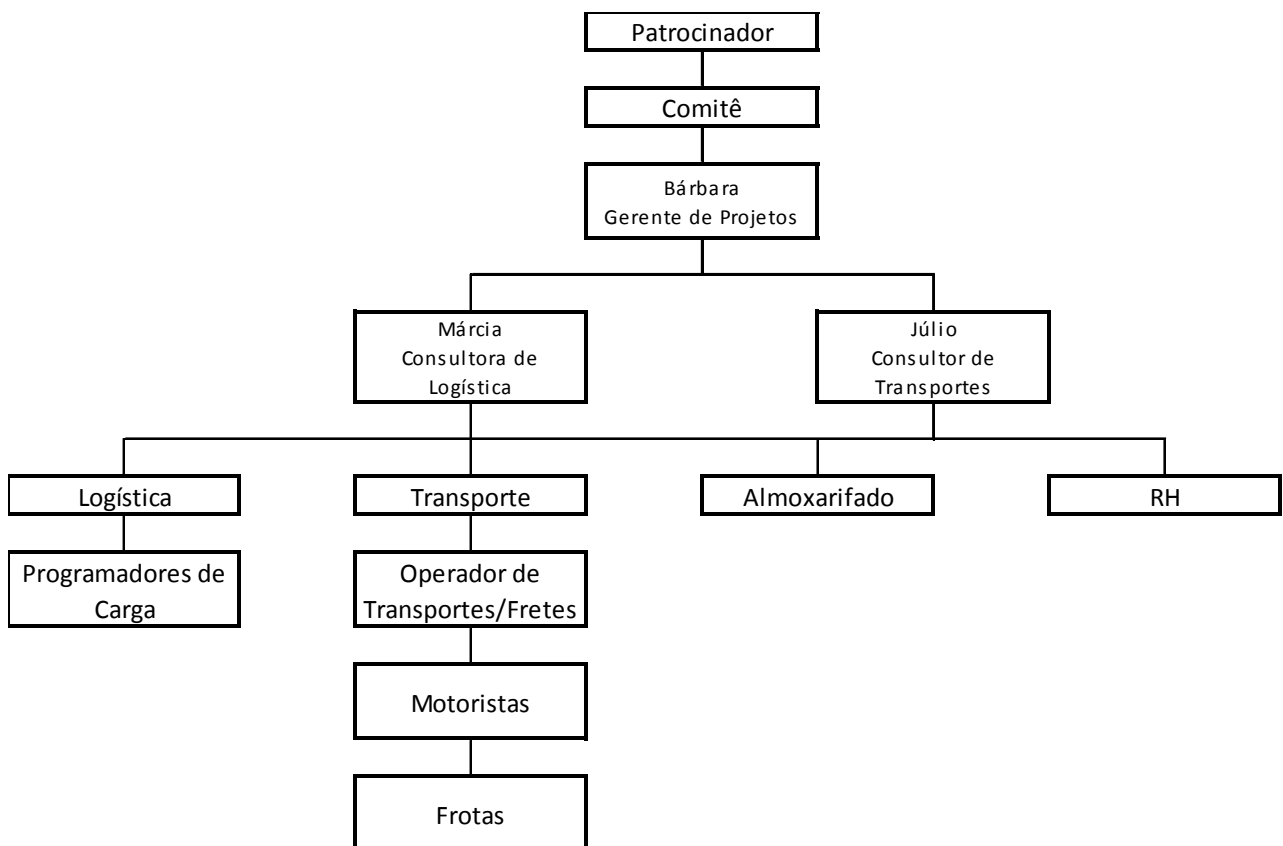 Patrocinador
Comitê
Bárbara
Gerente de Projetos
Márcia
Consultora de
Logística
Júlio
Consultor de
Transportes
Logística
Transporte
Almoxarifado
RH
Programadores de
Carga
Operador de
Transportes/Fretes
Motoristas
Frotas